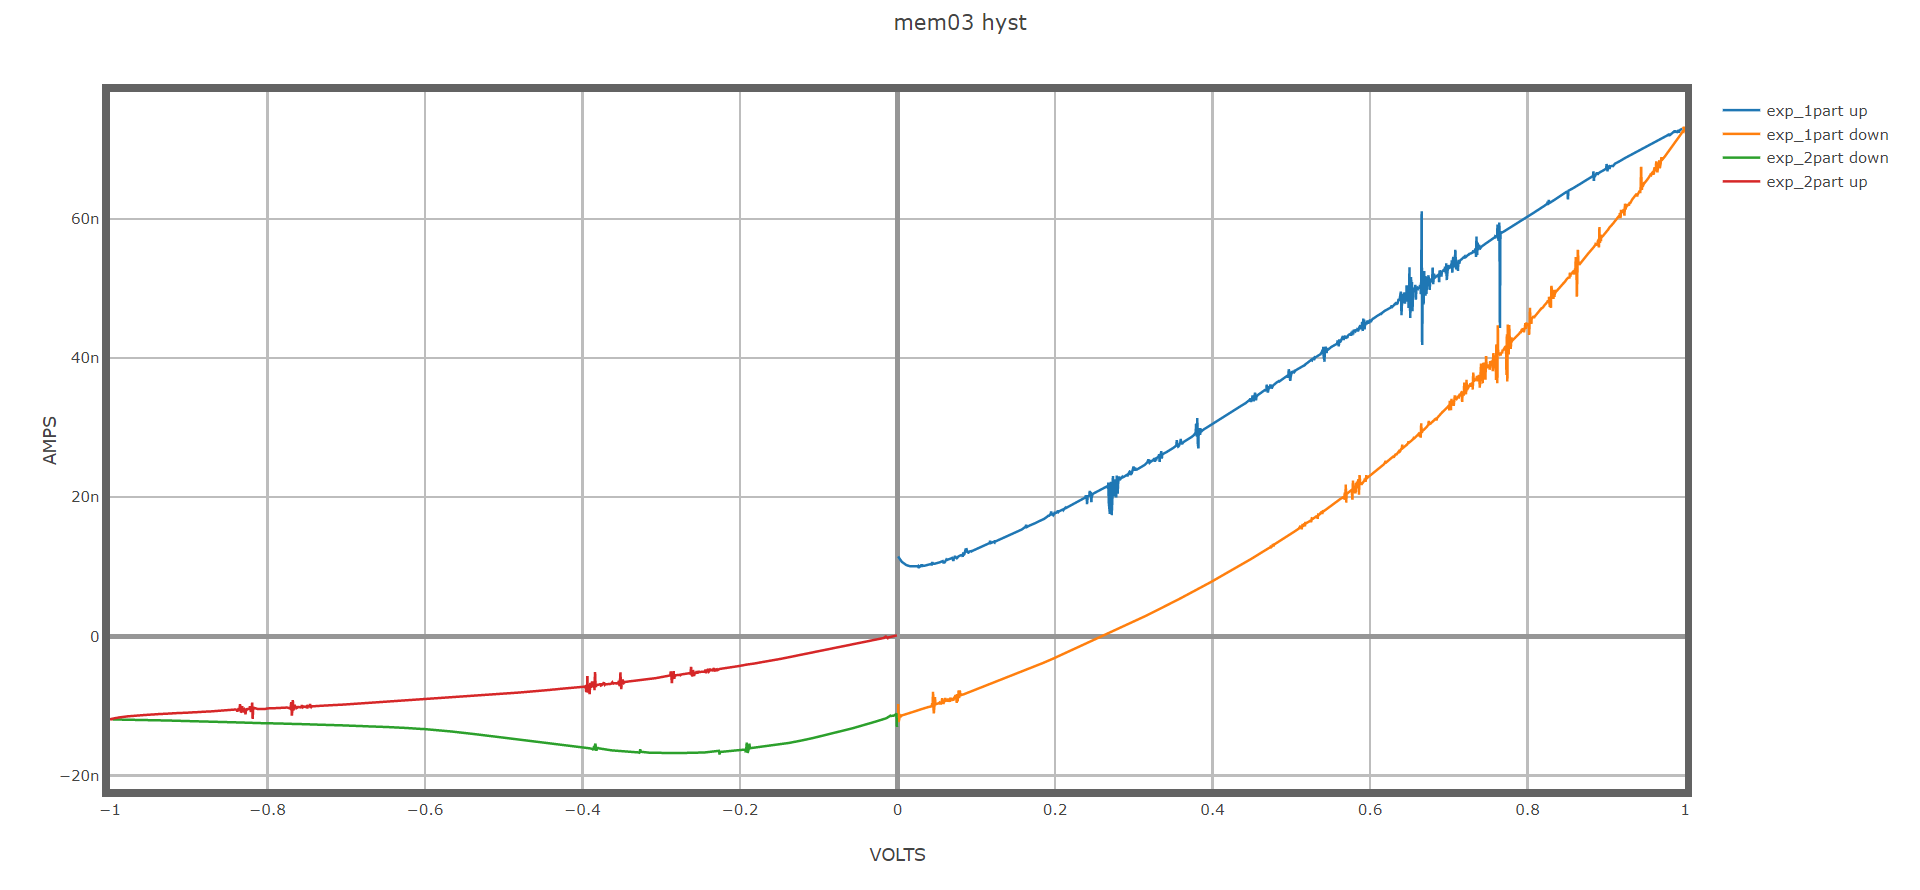 mem03 hyst
exp_1part up
exp_1part down
exp_2part down
exp_2part up
60n
40n
20n
0
−20n
AMPS
−1 −0.8 −0.6 −0.4 −0.2 0 0.2 0.4 0.6 0.8 1
VOLTS